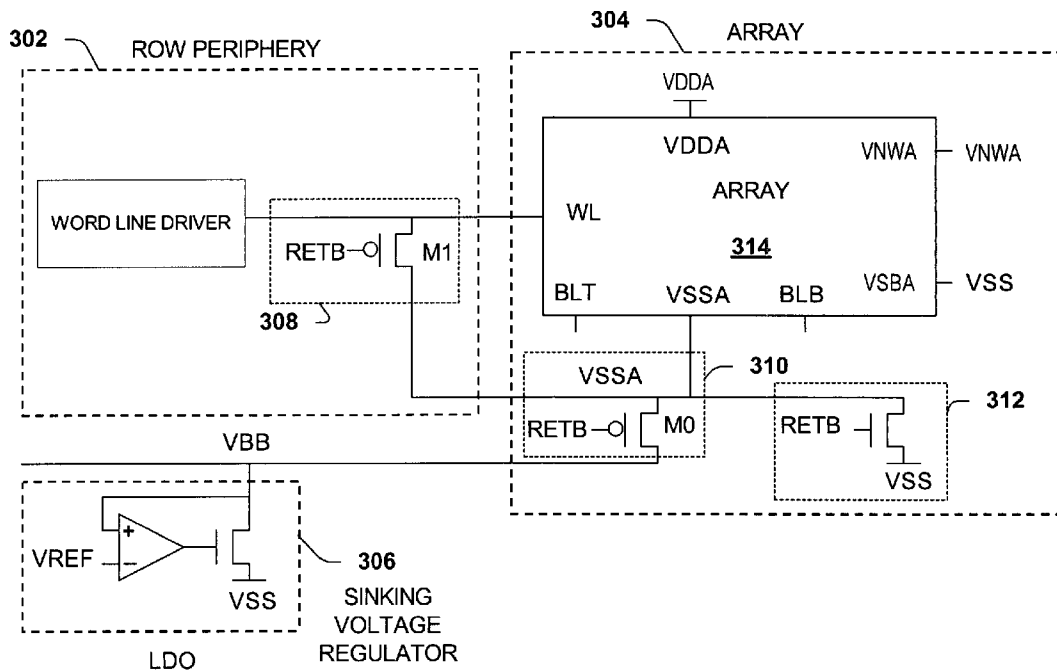 302
ROW PERIPHERY
304
ARRAY
VDDA
VDDA
VNWA
VNWA
ARRAY
WORD LINE DRIVER
WL
RETB
M1
314
308
BLT
VSSA
BLB
VSBA
VSS
VSSA
310
312
RETB
M0
RETB
VSS
VBB
+
VREF
−
VSS
306
SINKING
VOLTAGE
REGULATOR
LDO